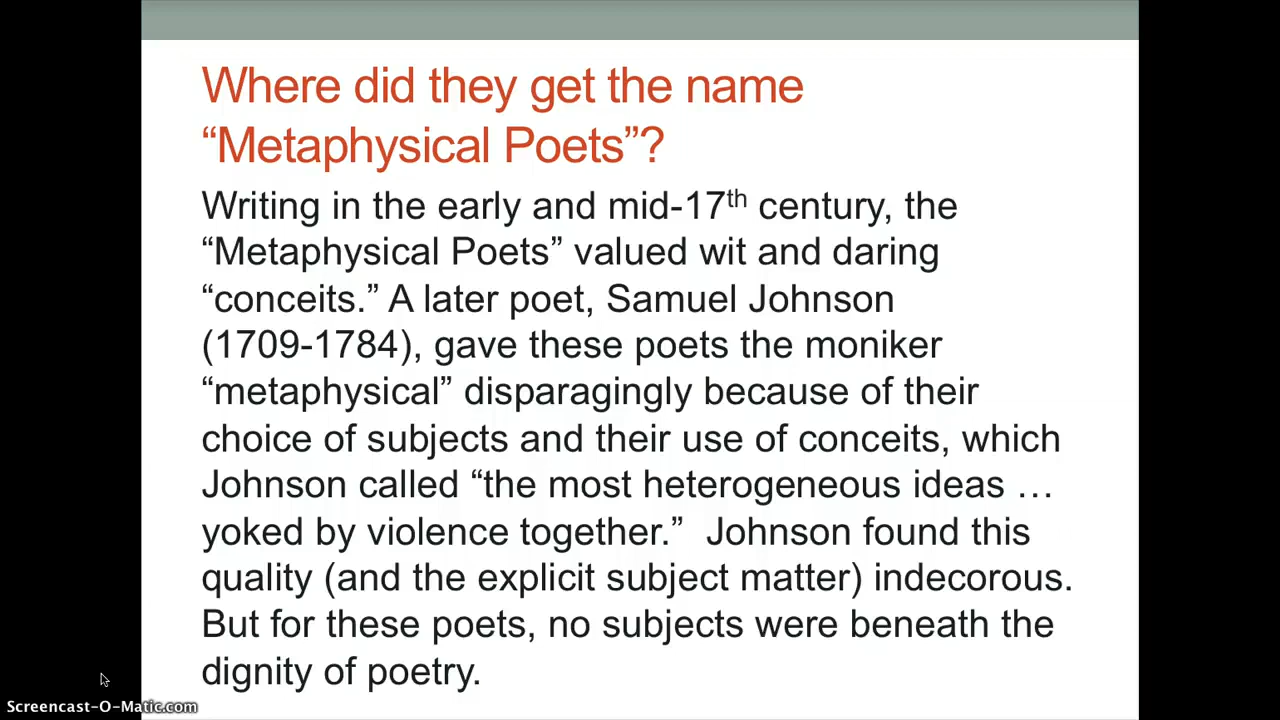 Where did they get the name
“Metaphysical Poets”?
Writing in the early and mid-17th century, the
“Metaphysical Poets” valued wit and daring
“conceits.” A later poet, Samuel Johnson
(1709-1784), gave these poets the moniker
“metaphysical” disparagingly because of their
choice of subjects and their use of conceits, which
Johnson called “the most heterogeneous ideas …
yoked by violence together.”  Johnson found this
quality (and the explicit subject matter) indecorous.
But for these poets, no subjects were beneath the
dignity of poetry.
Screencast-O-Matic.com